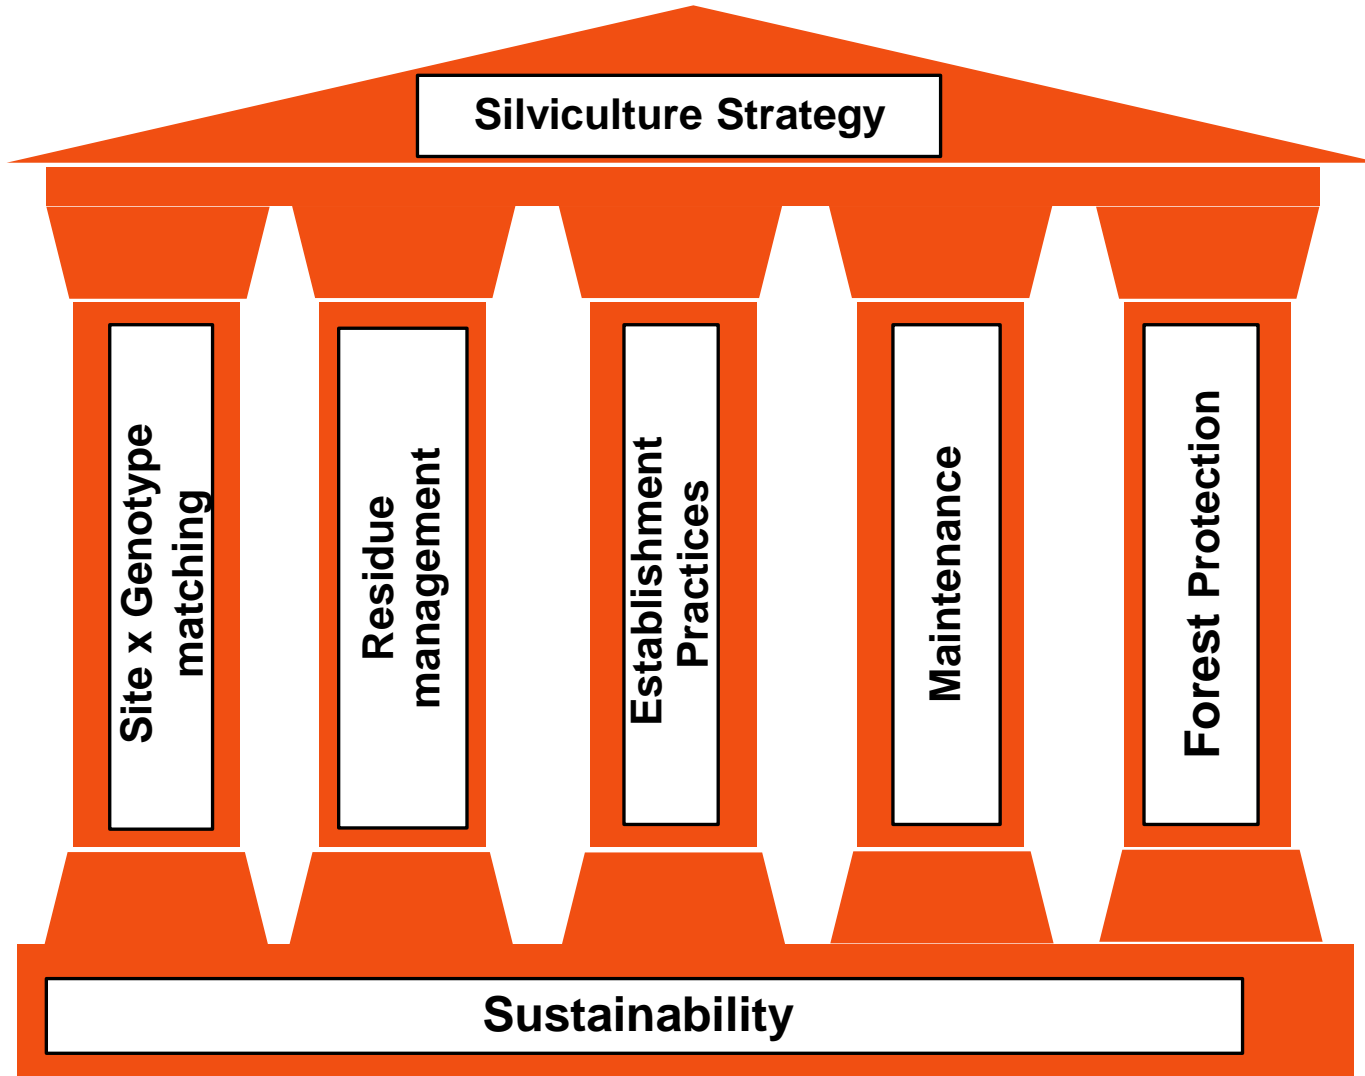 Silviculture Strategy
Site x Genotype
matching
Residue
management
Establishment
Practices
Maintenance
Forest Protection
Sustainability